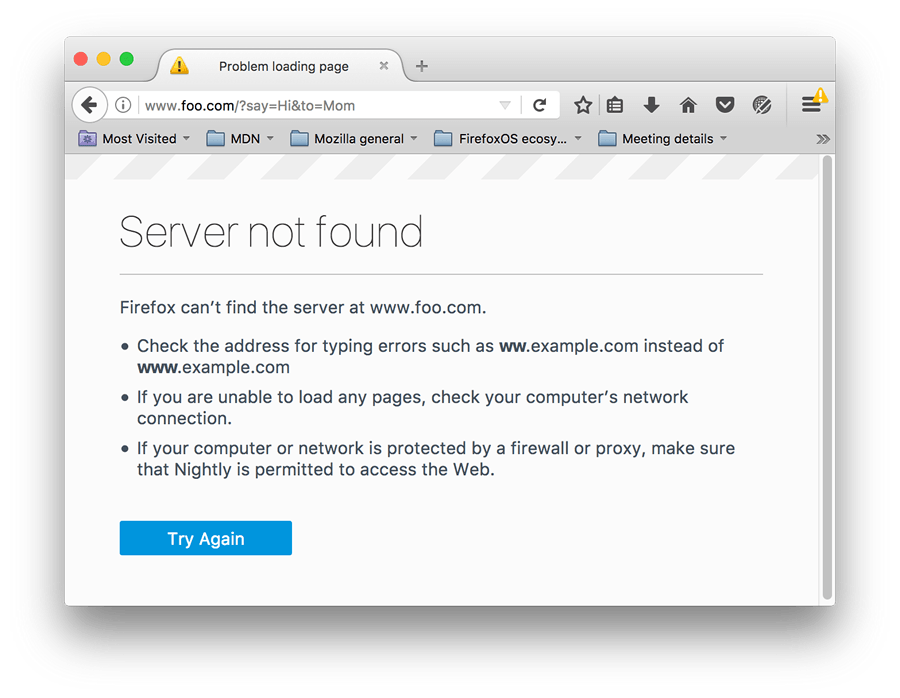 Problem loading page
www.foo.com/?say=Hi&to=Mom
Most Visited MDN Mozilla general FirefoxOS ecosy... Meeting details
Server not found
Firefox can’t find the server at www.foo.com.
• Check the address for typing errors such as ww.example.com instead of
www.example.com
• If you are unable to load any pages, check your computer’s network
connection.
• If your computer or network is protected by a firewall or proxy, make sure
that Nightly is permitted to access the Web.
Try Again